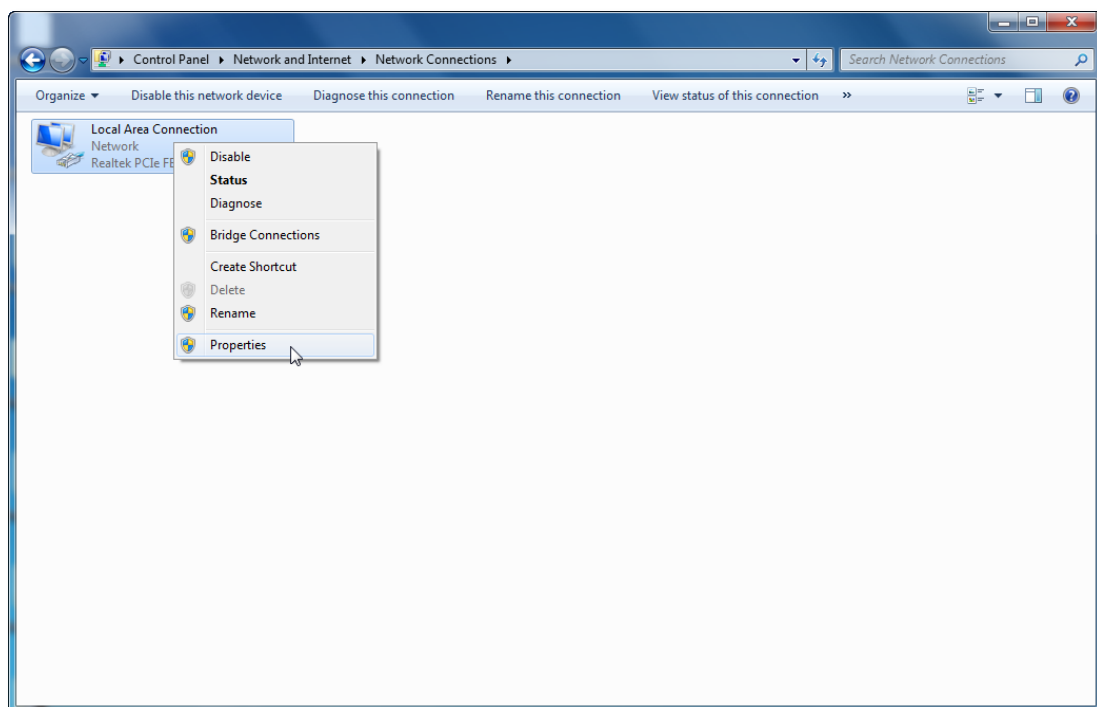 Control Panel Network and Internet Network Connections Search Network Connections
Organize Disable this network device Diagnose this connection Rename this connection View status of this connection »
Local Area Connection
Network
Realtek PCIe FE
Disable
Status
Diagnose
Bridge Connections
Create Shortcut
Delete
Rename
Properties